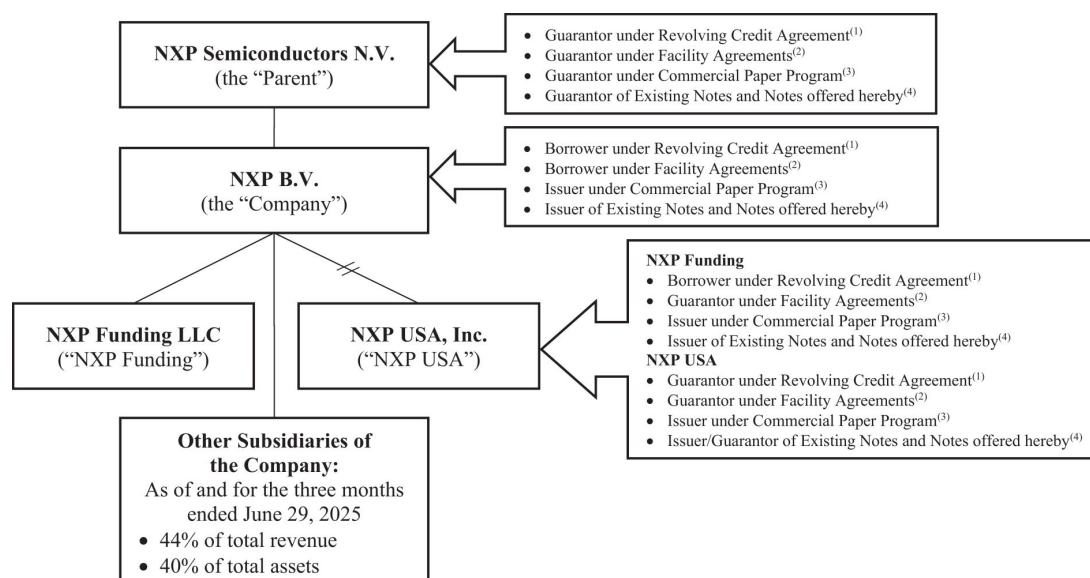 NXP Semiconductors N.V.
(the “Parent”)
• Guarantor under Revolving Credit Agreement(1)
• Guarantor under Facility Agreements(2)
• Guarantor under Commercial Paper Program(3)
• Guarantor of Existing Notes and Notes offered hereby(4)
NXP B.V.
(the “Company”)
• Borrower under Revolving Credit Agreement(1)
• Borrower under Facility Agreements(2)
• Issuer under Commercial Paper Program(3)
• Issuer of Existing Notes and Notes offered hereby(4)
NXP Funding LLC
(“NXP Funding”)
NXP USA, Inc.
(“NXP USA”)
NXP Funding
• Borrower under Revolving Credit Agreement(1)
• Guarantor under Facility Agreements(2)
• Issuer under Commercial Paper Program(3)
• Issuer of Existing Notes and Notes offered hereby(4)
NXP USA
• Guarantor under Revolving Credit Agreement(1)
• Guarantor under Facility Agreements(2)
• Issuer under Commercial Paper Program(3)
• Issuer/Guarantor of Existing Notes and Notes offered hereby(4)
Other Subsidiaries of
the Company:
As of and for the three months
ended June 29, 2025
• 44% of total revenue
• 40% of total assets